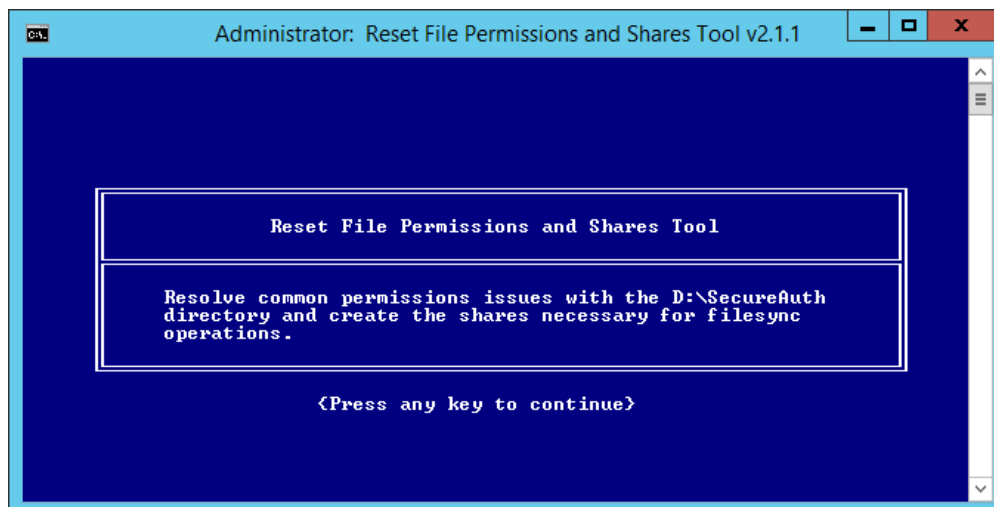 C:\.
Administrator: Reset File Permissions and Shares Tool v2.1.1
Reset File Permissions and Shares Tool
Resolve common permissions issues with the D:\SecureAuth
directory and create the shares necessary for filesync
operations.
{Press any key to continue}